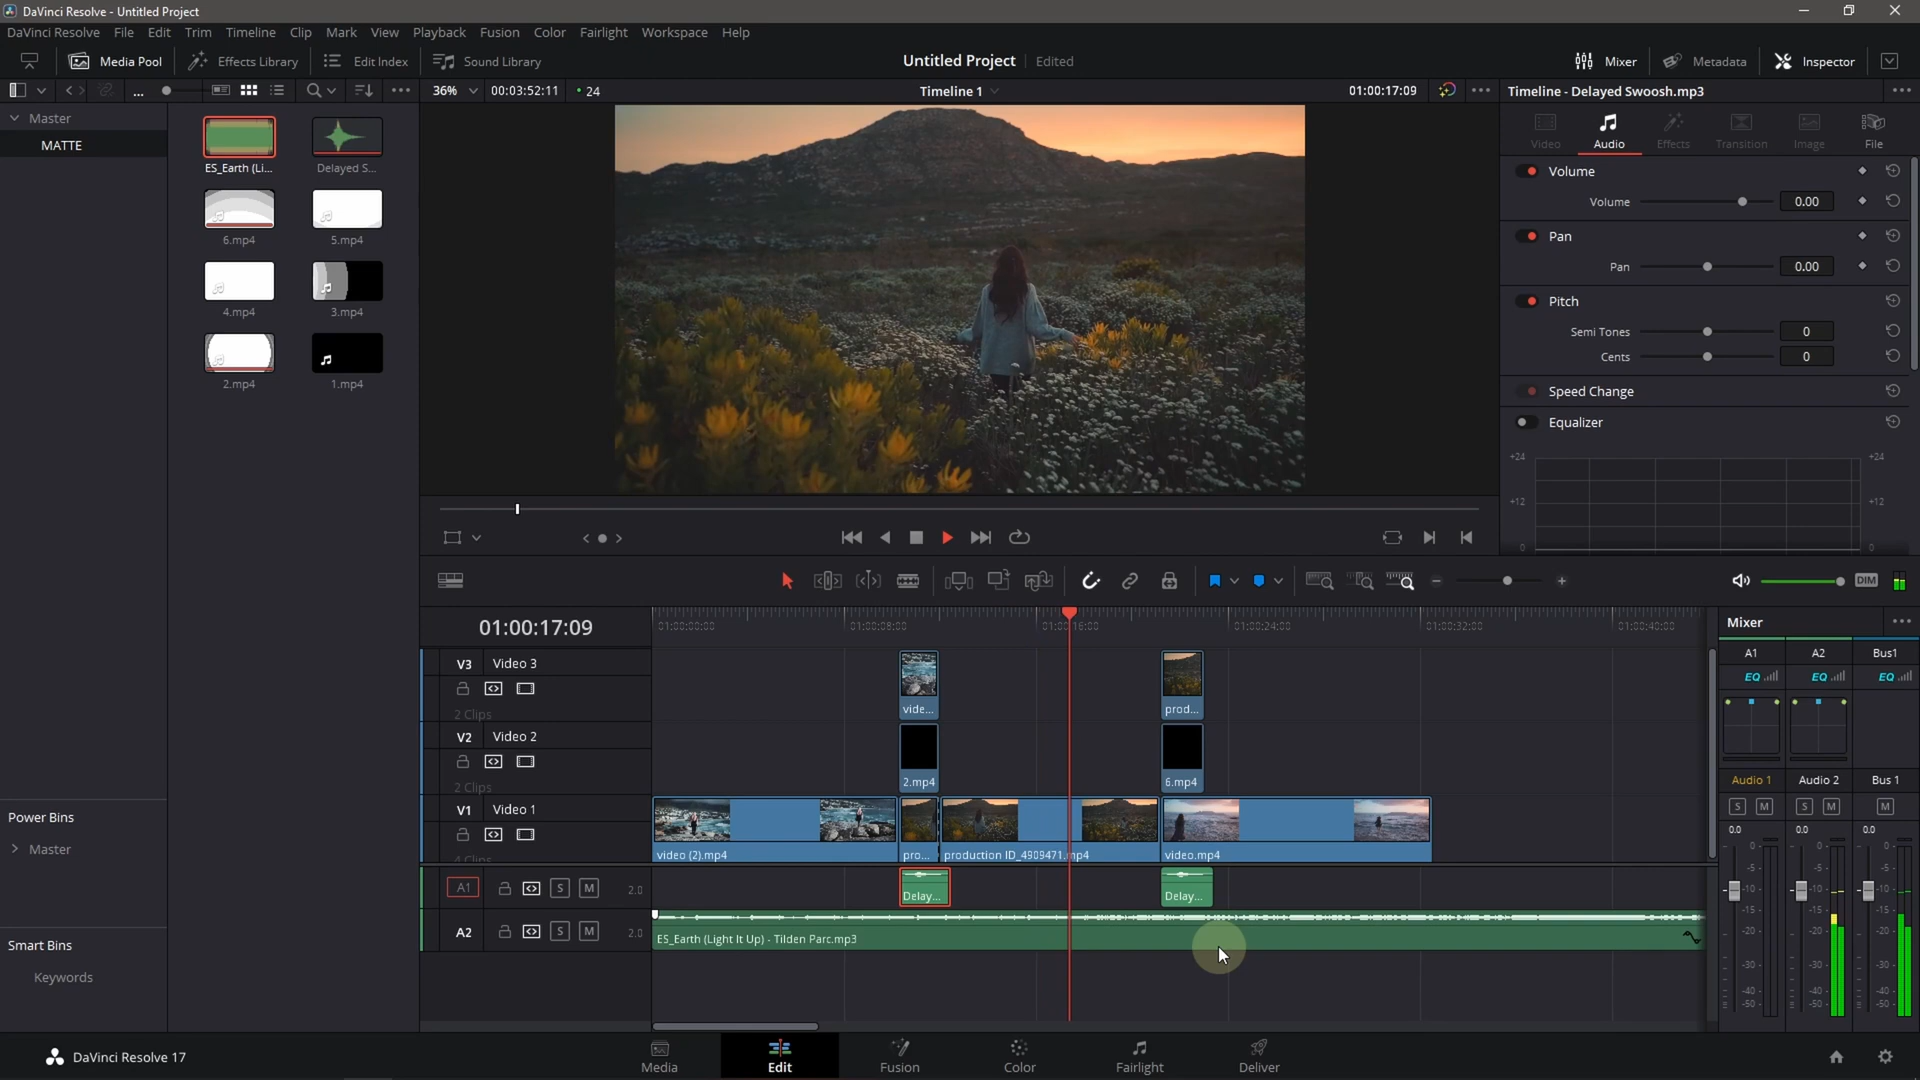 DaVinci Resolve - Untitled Project
DaVinci Resolve File Edit Trim Timeline Clip Mark View Playback Fusion Color Fairlight Workspace Help
Media Pool Effects Library Edit Index Sound Library Untitled Project Edited Mixer Metadata Inspector
36% 00:03:52:11 24 Timeline 1 01:00:17:09 Timeline - Delayed Swoosh.mp3
Master
MATTE
ES_Earth (Li... Delayed S...
6.mp4 5.mp4
4.mp4 3.mp4
2.mp4 1.mp4
Power Bins
Master
Smart Bins
Keywords
Video Audio Effects Transition Image File
Volume
Volume 0.00
Pan
Pan 0.00
Pitch
Semi Tones 0
Cents 0
Speed Change
Equalizer
+24 +24
+12 +12
0 0
DIM
01:00:17:09 01:00:00:00 01:00:08:00 01:00:16:00 01:00:24:00 01:00:32:00 01:00:40:00
V3 Video 3
2 Clips
vide... prod...
V2 Video 2
2 Clips
2.mp4 6.mp4
V1 Video 1
4 Clips
video (2).mp4 pro... production ID_4909471.mp4 video.mp4
A1 S M 2.0 Delay... Delay...
A2 S M 2.0 ES_Earth (Light It Up) - Tilden Parc.mp3
Mixer
A1 A2 Bus1
EQ EQ EQ
Audio 1 Audio 2 Bus 1
S M S M M
0.0 0.0 0.0
0 0 0
-5 -5 -5
-10 -10 -10
-15 -15 -15
-20 -20 -20
-30 -30 -30
-40 -40 -40
-50 -50 -50
DaVinci Resolve 17 Media Edit Fusion Color Fairlight Deliver